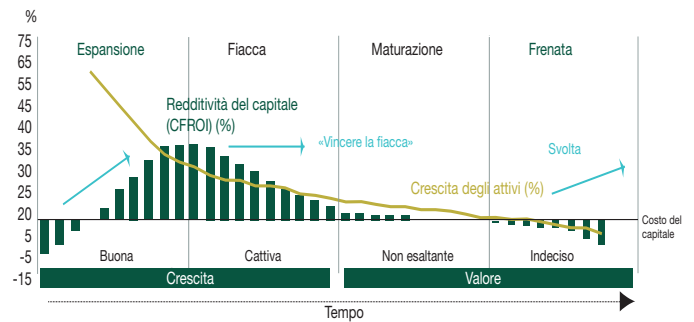 %
75
65
55
45
40
35
30
25
20
5
-5
-15
Espansione
Fiacca
Maturazione
Frenata
Redditività del capitale
(CFROI) (%)
«Vincere la fiacca»
Svolta
Crescita degli attivi (%)
Costo del
capitale
Buona
Cattiva
Non esaltante
Indeciso
Crescita
Valore
Tempo